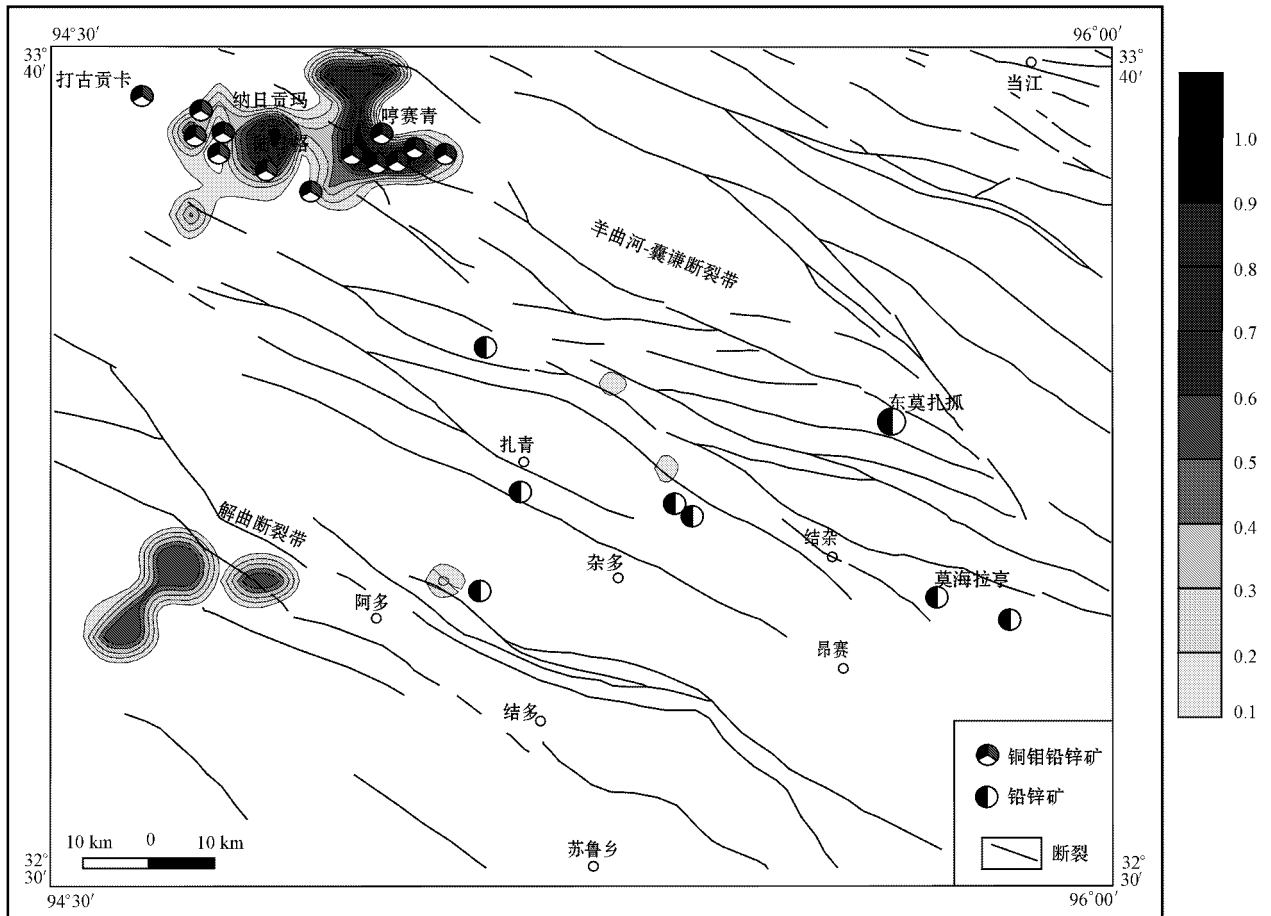 94°30′
96°00′
33°
40′
33°
40′
打古贡卡
纳日贡玛
哼赛青
当江
羊曲河-囊谦断裂带
东莫扎抓
扎青
解曲断裂带
结杂
杂多
莫海拉亭
阿多
昂赛
结多
苏鲁乡
10 km 0 10 km
铜钼铅锌矿
铅锌矿
断裂
32°
30′
32°
30′
94°30′
96°00′
1.0
0.9
0.8
0.7
0.6
0.5
0.4
0.3
0.2
0.1